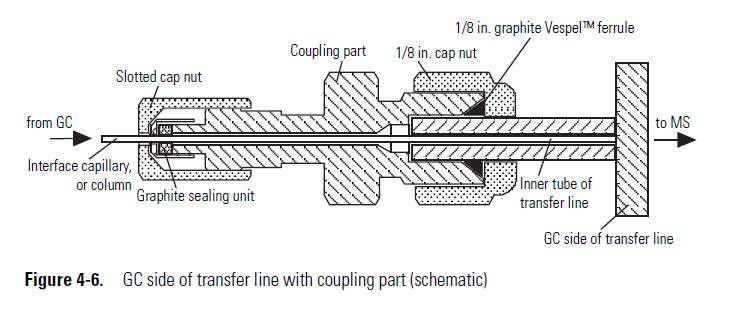 1/8 in. graphite Vespel™ ferrule
Coupling part
1/8 in. cap nut
Slotted cap nut
from GC
to MS
Interface capillary,
or column
Graphite sealing unit
Inner tube of
transfer line
GC side of transfer line
Figure 4-6. GC side of transfer line with coupling part (schematic)